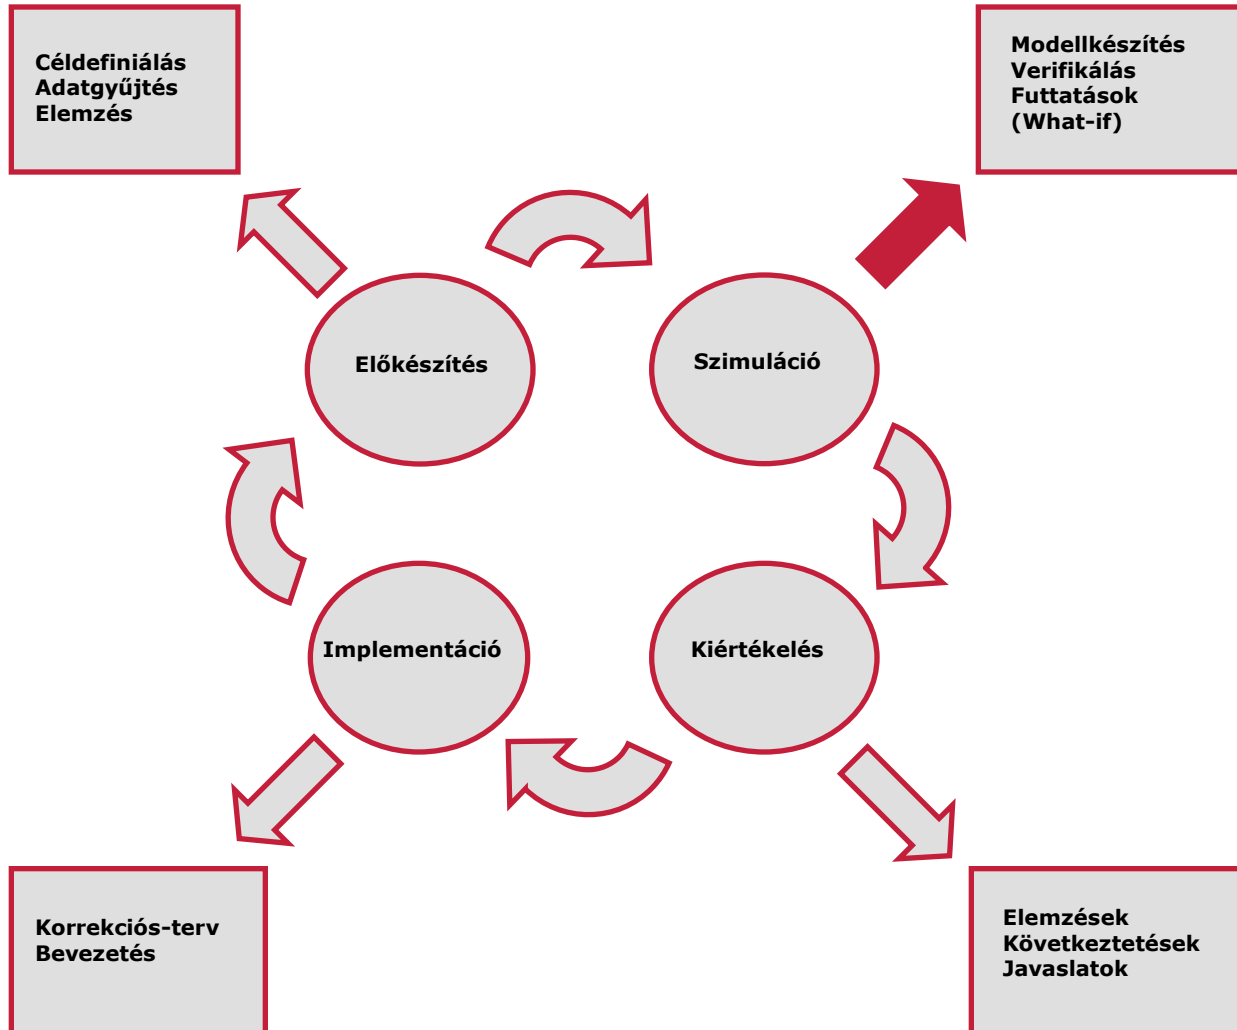 Céldefiniálás
Adatgyűjtés
Elemzés
Modellkészítés
Verifikálás
Futtatások
(What-if)
Előkészítés
Szimuláció
Implementáció
Kiértékelés
Korrekciós-terv
Bevezetés
Elemzések
Következtetések
Javaslatok